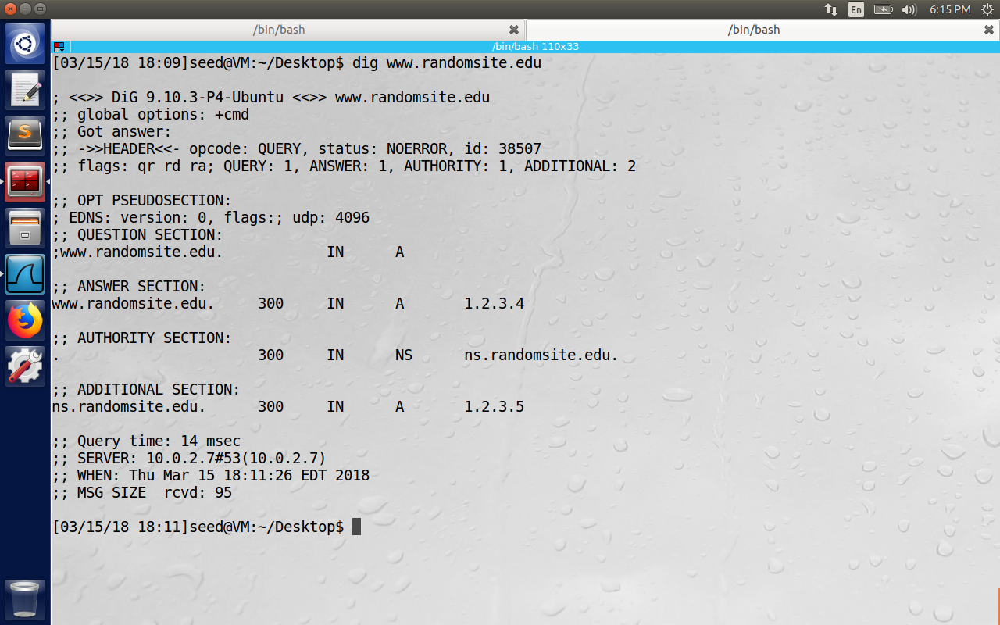 En 6:15 PM
/bin/bash /bin/bash
/bin/bash 110x33
[03/15/18 18:09]seed@VM:~/Desktop$ dig www.randomsite.edu
; <<>> DiG 9.10.3-P4-Ubuntu <<>> www.randomsite.edu
;; global options: +cmd
;; Got answer:
;; ->>HEADER<<- opcode: QUERY, status: NOERROR, id: 38507
;; flags: qr rd ra; QUERY: 1, ANSWER: 1, AUTHORITY: 1, ADDITIONAL: 2
;; OPT PSEUDOSECTION:
; EDNS: version: 0, flags:; udp: 4096
;; QUESTION SECTION:
;www.randomsite.edu. IN A
;; ANSWER SECTION:
www.randomsite.edu. 300 IN A 1.2.3.4
;; AUTHORITY SECTION:
. 300 IN NS ns.randomsite.edu.
;; ADDITIONAL SECTION:
ns.randomsite.edu. 300 IN A 1.2.3.5
;; Query time: 14 msec
;; SERVER: 10.0.2.7#53(10.0.2.7)
;; WHEN: Thu Mar 15 18:11:26 EDT 2018
;; MSG SIZE  rcvd: 95
[03/15/18 18:11]seed@VM:~/Desktop$